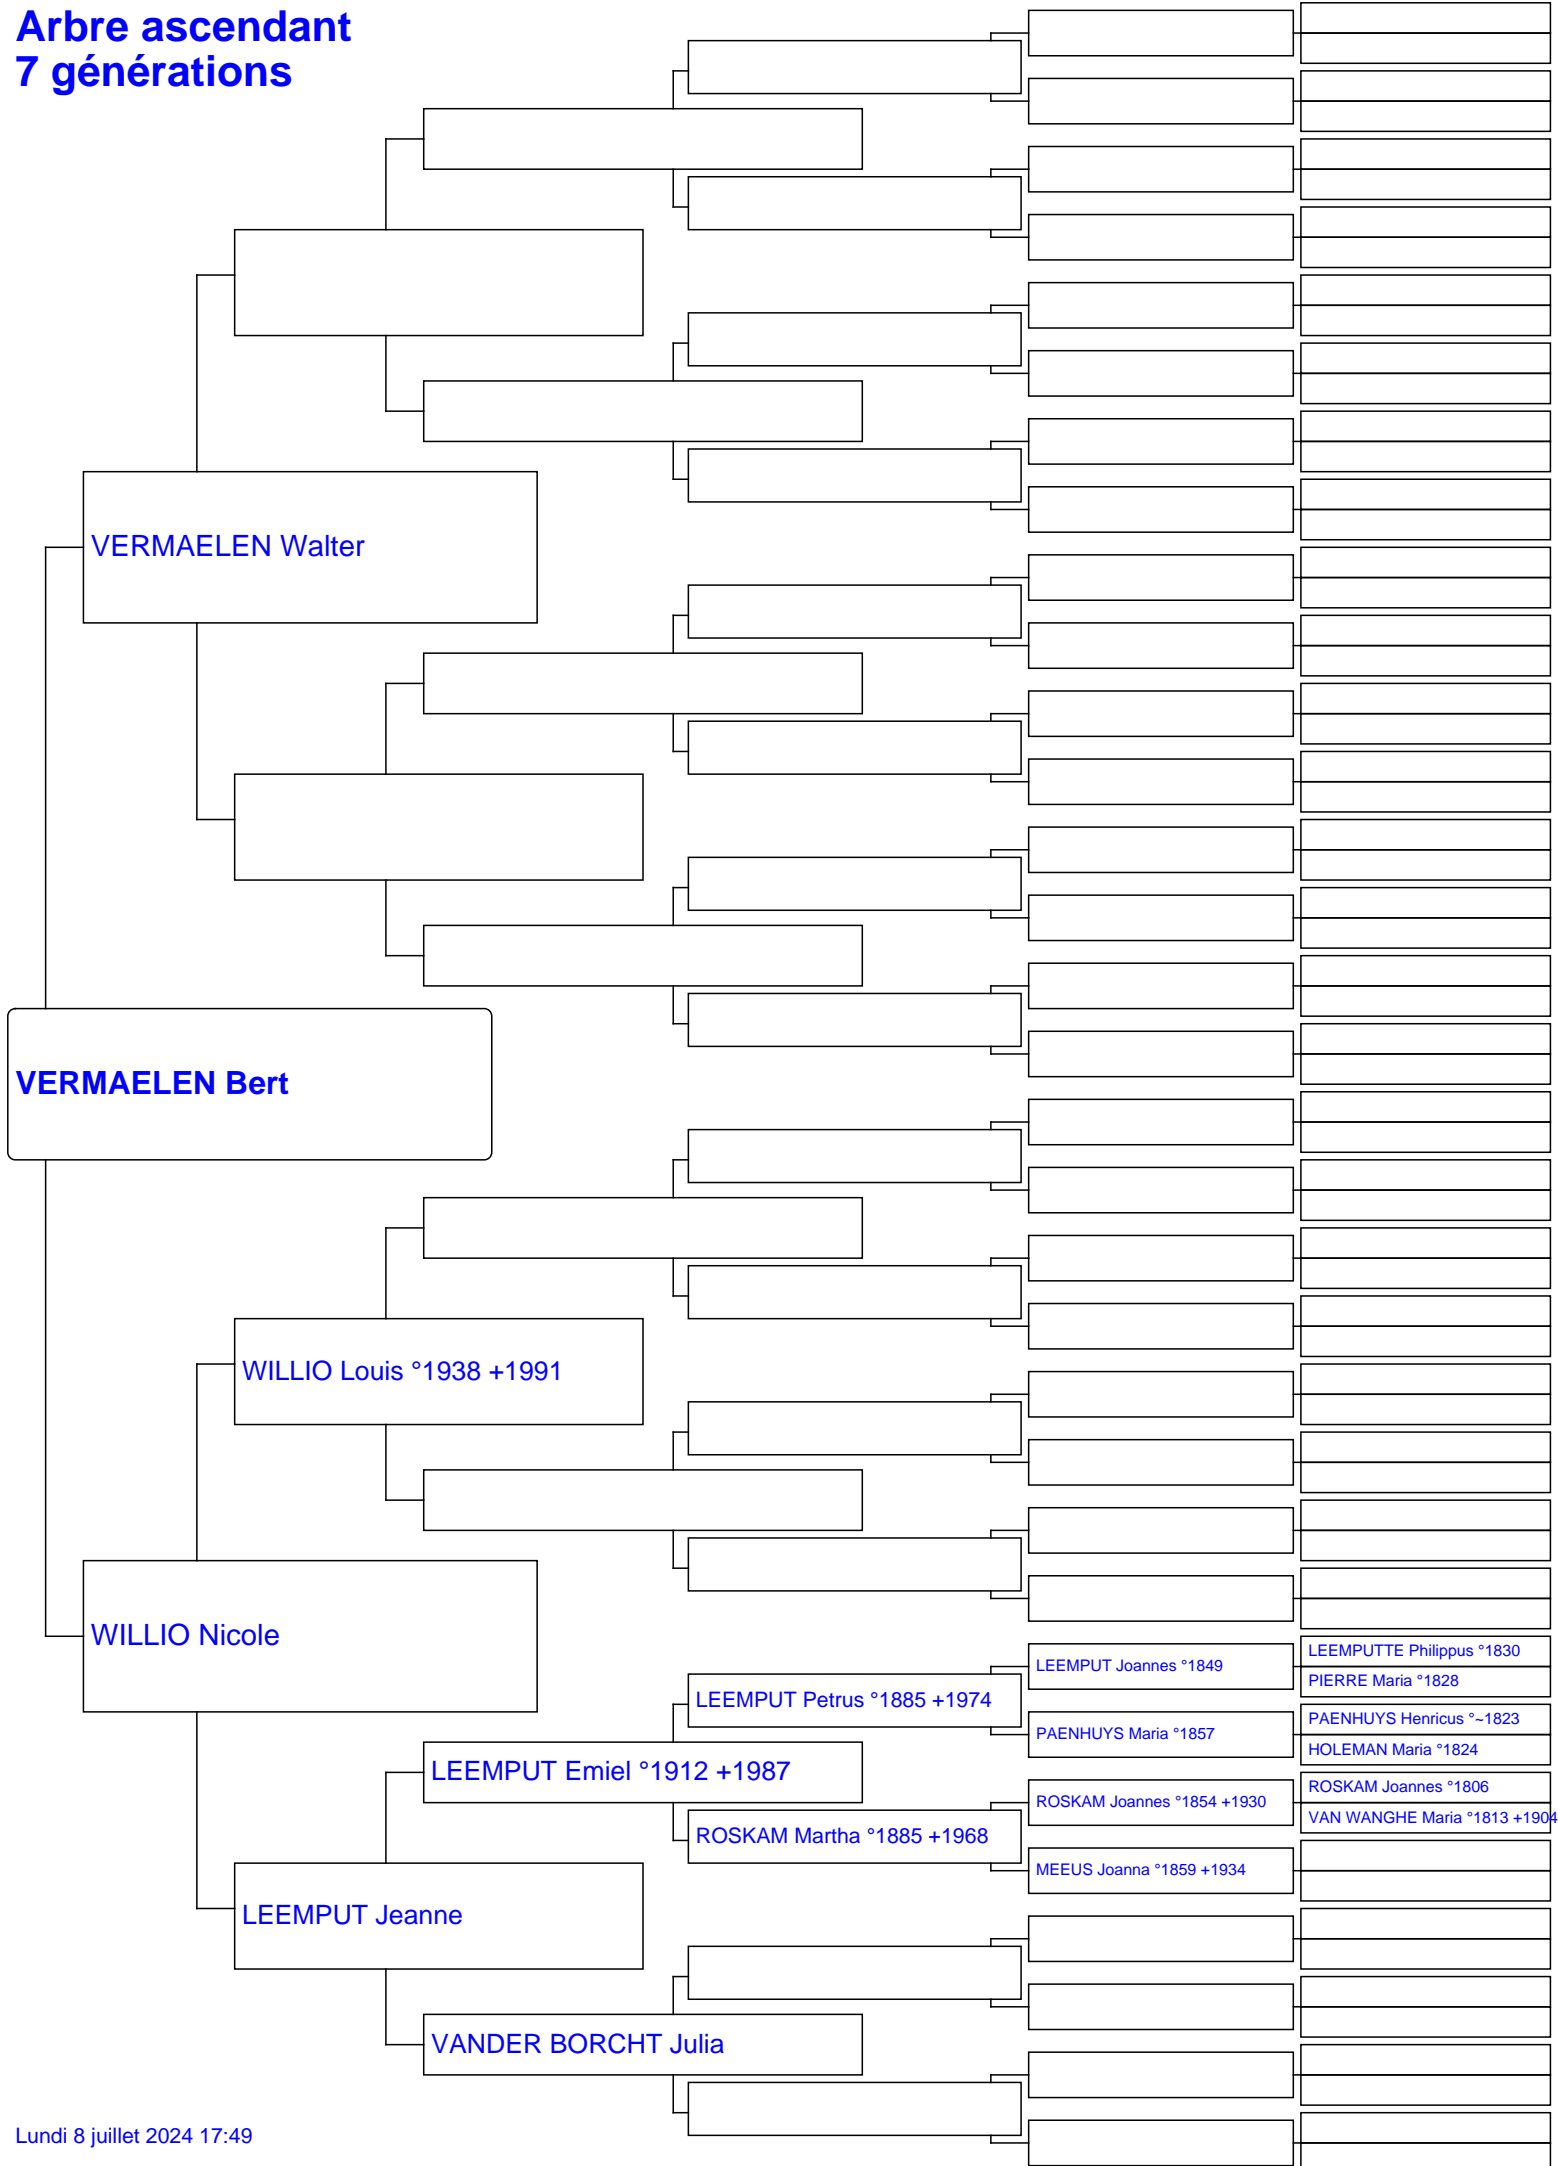 Arbre ascendant
7 générations
VERMAELEN Walter
VERMAELEN Bert
WILLIO Louis °1938 +1991
WILLIO Nicole
LEEMPUTTE Philippus °1830
LEEMPUT Joannes °1849
PIERRE Maria °1828
LEEMPUT Petrus °1885 +1974
PAENHUYS Henricus °~1823
PAENHUYS Maria °1857
HOLEMAN Maria °1824
LEEMPUT Emiel °1912 +1987
ROSKAM Joannes °1806
ROSKAM Joannes °1854 +1930
VAN WANGHE Maria °1813 +1904
ROSKAM Martha °1885 +1968
MEEUS Joanna °1859 +1934
LEEMPUT Jeanne
VANDER BORCHT Julia
Lundi 8 juillet 2024 17:49